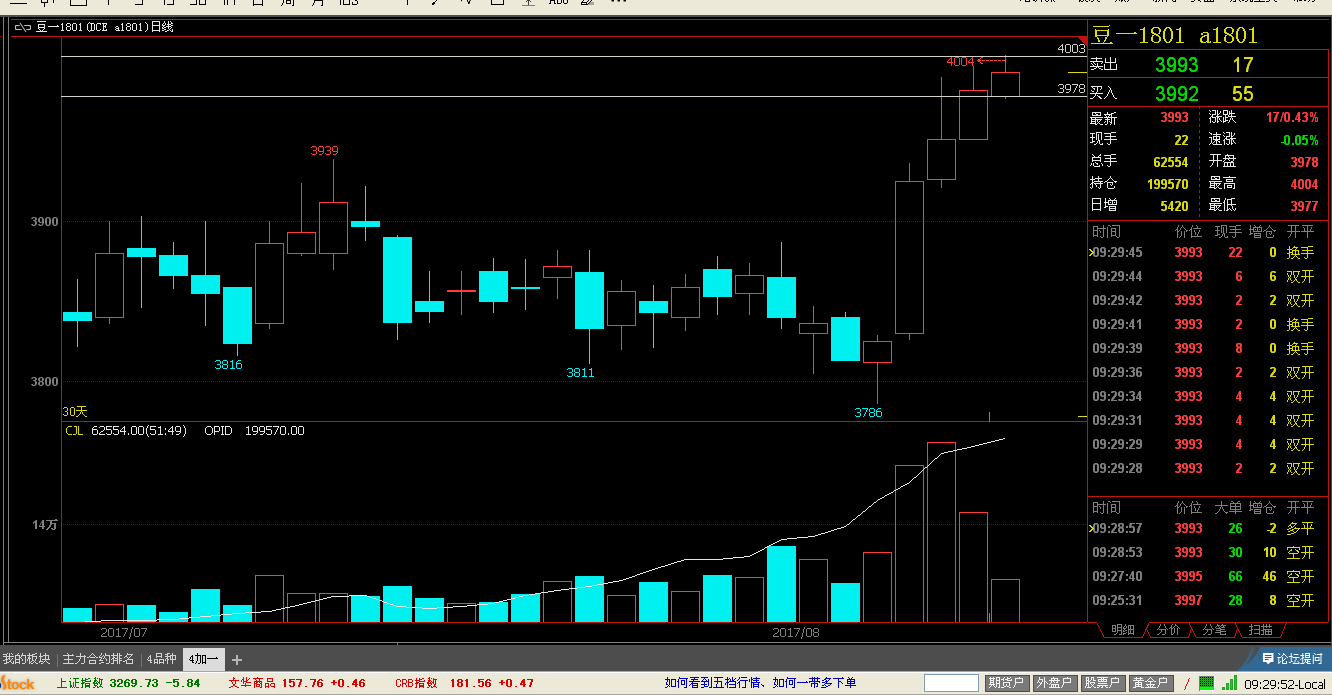 豆一1801(DCE a1801)日线
4003
4004
3978
3939
3900
3816
3811
3800
3786
30天
CJL 62554.00(51:49) OPID 199570.00
14万
2017/07 2017/08
豆一1801 a1801
卖出 3993 17
买入 3992 55
最新 3993 涨跌 17/0.43%
现手 22 速涨 -0.05%
总手 62554 开盘 3978
持仓 199570 最高 4004
日增 5420 最低 3977
时间 价位 现手 增仓 开平
09:29:45 3993 22 0 换手
09:29:44 3993 6 6 双开
09:29:42 3993 2 2 双开
09:29:41 3993 2 0 换手
09:29:39 3993 8 0 换手
09:29:36 3993 2 2 双开
09:29:34 3993 4 4 双开
09:29:31 3993 4 4 双开
09:29:29 3993 4 4 双开
09:29:28 3993 2 2 双开
时间 价位 大单 增仓 开平
09:28:57 3993 26 -2 多平
09:28:53 3993 30 10 空开
09:27:40 3995 66 46 空开
09:25:31 3997 28 8 空开
明细 分价 分笔 扫描
我的板块 主力合约排名 4品种 4加一 +
论坛提问
Stock 上证指数 3269.73 -5.84 文华商品 157.76 +0.46 CRB指数 181.56 +0.47 如何看到五档行情、如何一带多下单 期货户 外盘户 股票户 黄金户 09:29:52-Local